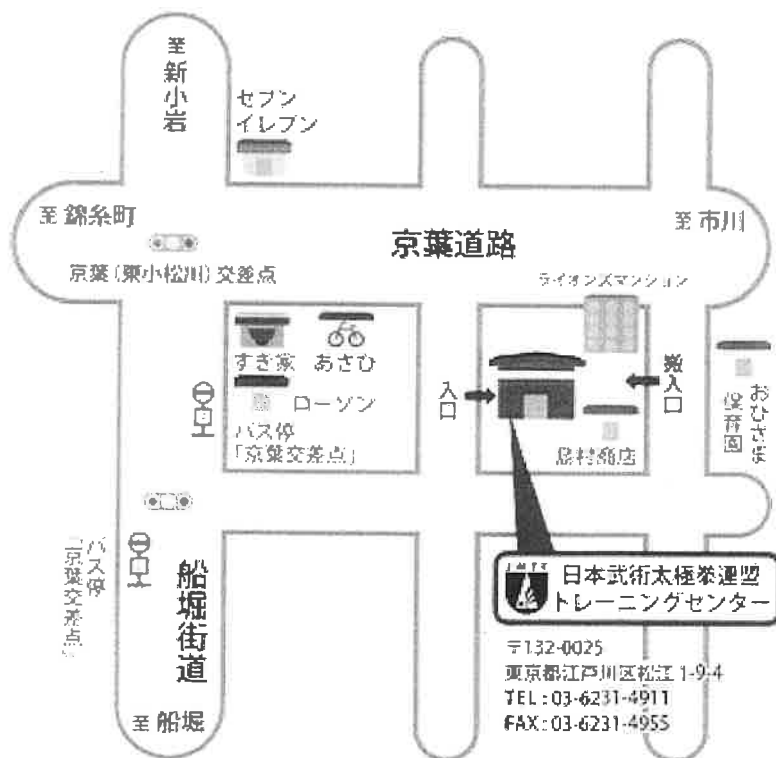 至
新小岩
セブン
イレブン
至 錦糸町
京葉道路
至 市川
京葉(東小松川)交差点
ライオンズマンション
すき家
あさひ
ローソン
バス停
「京葉交差点」
入口
搬入口
島村商店
おひさま
保育園
バス停
「京葉交差点」
船堀街道
至 船堀
JWTF
日本武術太極拳連盟
トレーニングセンター
〒132-0025
東京都江戸川区松江 1-9-4
TEL:03-6231-4911
FAX:03-6231-4955